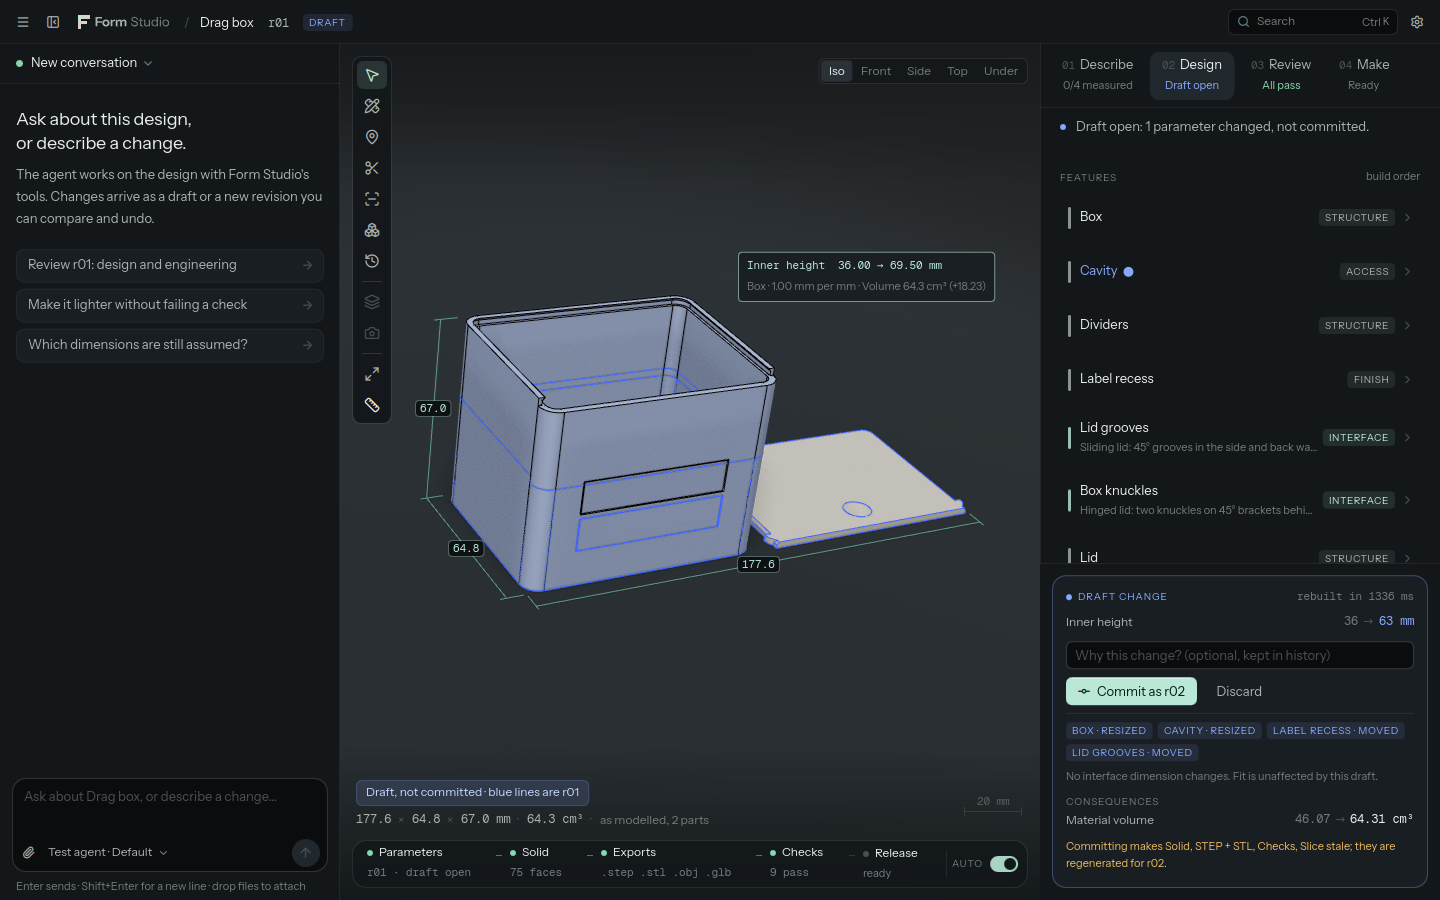 Form Studio / Drag box r01 DRAFT
Search Ctrl K
New conversation
Ask about this design,
or describe a change.
The agent works on the design with Form Studio's
tools. Changes arrive as a draft or a new revision you
can compare and undo.
Review r01: design and engineering
Make it lighter without failing a check
Which dimensions are still assumed?
Ask about Drag box, or describe a change...
Test agent · Default
Enter sends · Shift+Enter for a new line · drop files to attach
Iso Front Side Top Under
Inner height 36.00 → 69.50 mm
Box · 1.00 mm per mm · Volume 64.3 cm³ (+18.23)
67.0
64.8
177.6
Draft, not committed · blue lines are r01
177.6 × 64.8 × 67.0 mm · 64.3 cm³ · as modelled, 2 parts
20 mm
Parameters
r01 · draft open
Solid
75 faces
Exports
.step .stl .obj .glb
Checks
9 pass
Release
ready
AUTO
01 Describe
0/4 measured
02 Design
Draft open
03 Review
All pass
04 Make
Ready
Draft open: 1 parameter changed, not committed.
FEATURES build order
Box STRUCTURE
Cavity ACCESS
Dividers STRUCTURE
Label recess FINISH
Lid grooves INTERFACE
Sliding lid: 45° grooves in the side and back wa...
Box knuckles INTERFACE
Hinged lid: two knuckles on 45° brackets behi...
Lid STRUCTURE
DRAFT CHANGE rebuilt in 1336 ms
Inner height 36 → 63 mm
Why this change? (optional, kept in history)
Commit as r02 Discard
BOX · RESIZED CAVITY · RESIZED LABEL RECESS · MOVED
LID GROOVES · MOVED
No interface dimension changes. Fit is unaffected by this draft.
CONSEQUENCES
Material volume 46.07 → 64.31 cm³
Committing makes Solid, STEP + STL, Checks, Slice stale; they are
regenerated for r02.